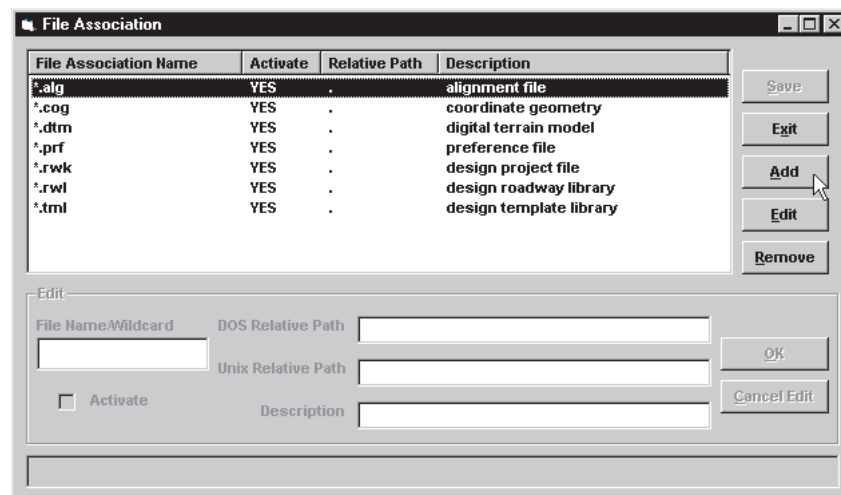 File Association
File Association Name Activate Relative Path Description
*.alg YES . alignment file
*.cog YES . coordinate geometry
*.dtm YES . digital terrain model
*.prf YES . preference file
*.rwk YES . design project file
*.rwl YES . design roadway library
*.tml YES . design template library
Save
Exit
Add
Edit
Remove
Edit
File Name/Wildcard
Activate
DOS Relative Path
Unix Relative Path
Description
OK
Cancel Edit